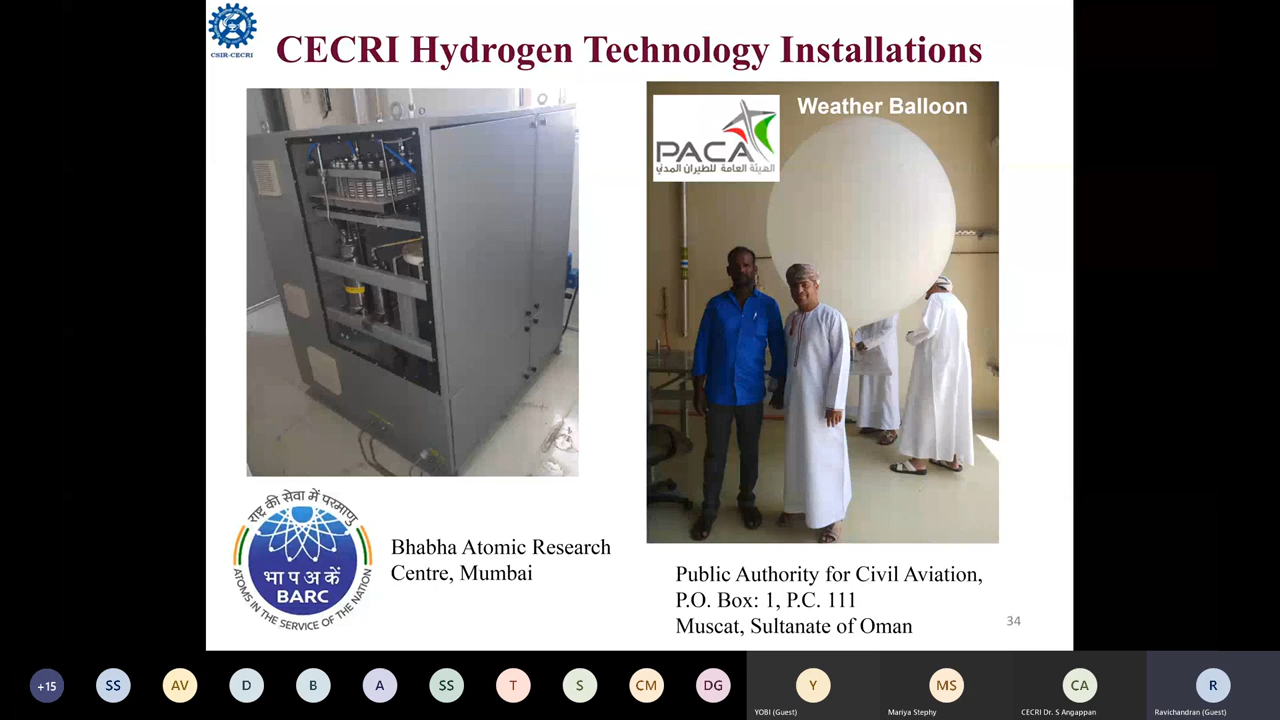 CSIR-CECRI
CECRI Hydrogen Technology Installations
PACA
الهيئة العامة للطيران المدني
Weather Balloon
राष्ट्र की सेवा में परमाणु
भा प अ कें
BARC
ATOMS IN THE SERVICE OF THE NATION
Bhabha Atomic Research
Centre, Mumbai
Public Authority for Civil Aviation,
P.O. Box: 1, P.C. 111
Muscat, Sultanate of Oman
34
+15
SS
AV
D
B
A
SS
T
S
CM
DG
Y
YOBI (Guest)
MS
Mariya Stephy
CA
CECRI Dr. S Angappan
R
Ravichandran (Guest)